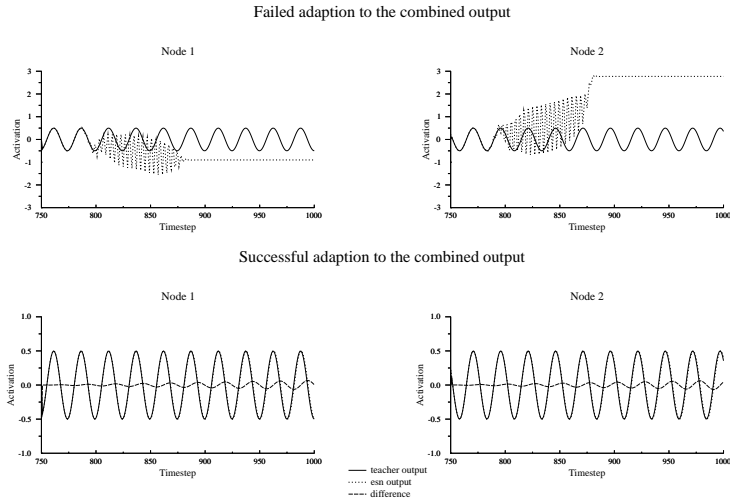 Failed adaption to the combined output
Node 1
Node 2
3
2
1
0
-1
-2
-3
Activation
750 800 850 900 950 1000
Timestep
3
2
1
0
-1
-2
-3
Activation
750 800 850 900 950 1000
Timestep
Successful adaption to the combined output
Node 1
Node 2
1.0
0.5
0.0
-0.5
-1.0
Activation
750 800 850 900 950 1000
Timestep
1.0
0.5
0.0
-0.5
-1.0
Activation
750 800 850 900 950 1000
Timestep
teacher output
esn output
difference